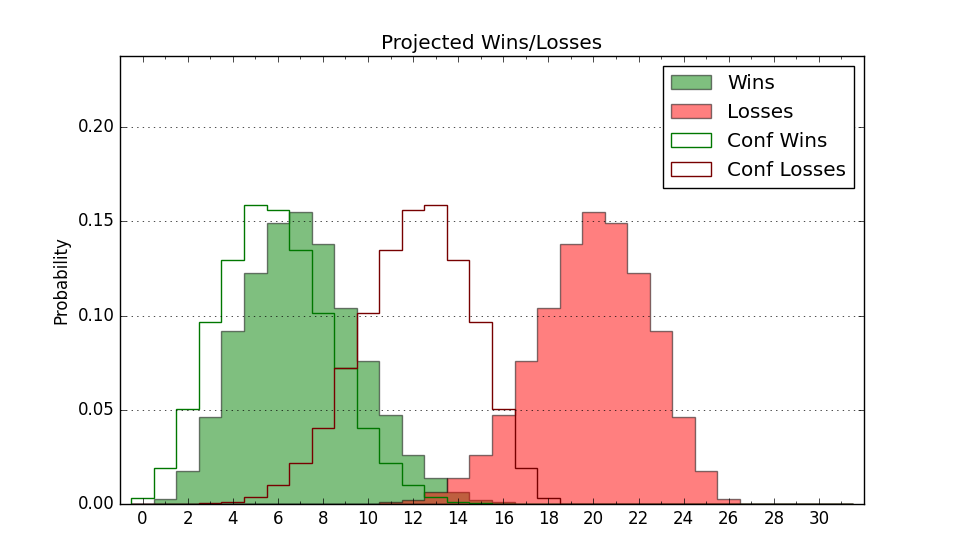 Projected Wins/Losses
Wins
Losses
Conf Wins
Conf Losses
Probability
0.20
0.15
0.10
0.05
0.00
0 2 4 6 8 10 12 14 16 18 20 22 24 26 28 30